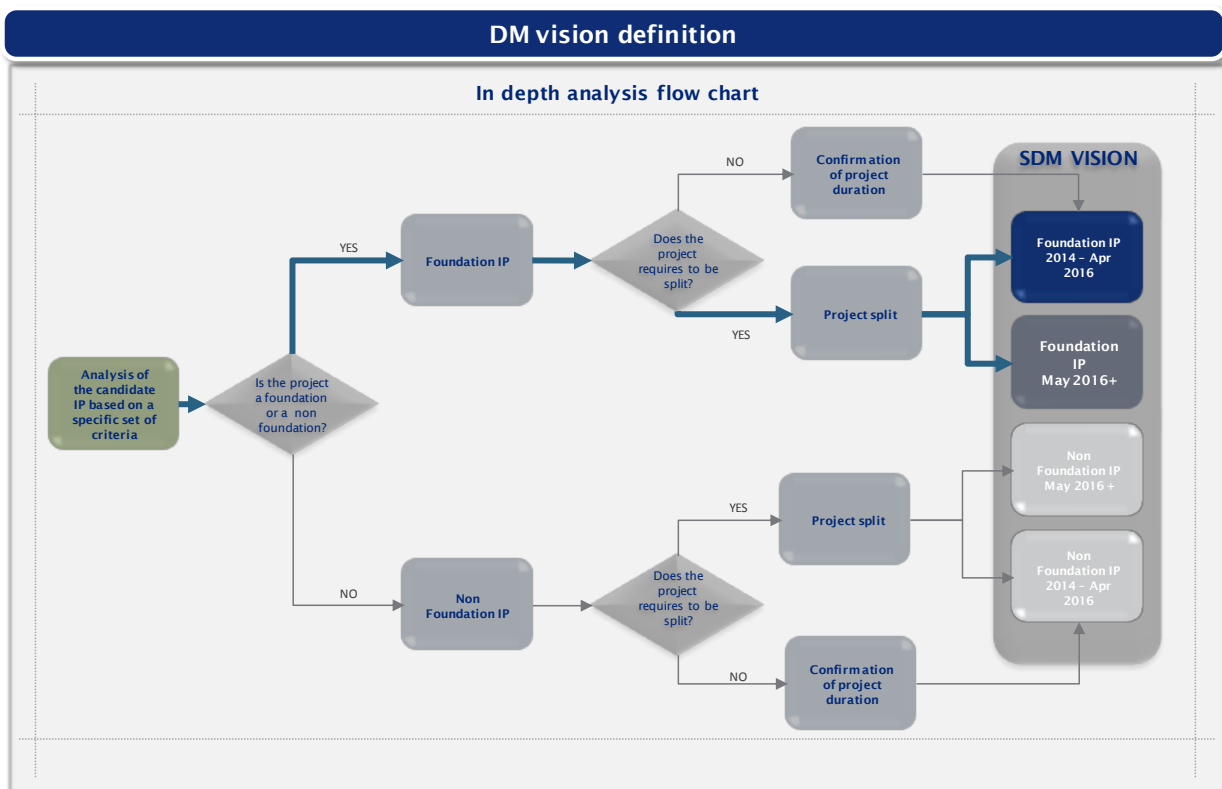 DM vision definition
In depth analysis flow chart
SDM VISION
NO
Confirmation
of project
duration
YES
Foundation IP
Does the
project
requires to be
split?
Foundation IP
2014 – Apr
2016
YES
Project split
Foundation
IP
May 2016+
Analysis of
the candidate
IP based on a
specific set of
criteria
Is the project
a foundation
or a non
foundation?
Non
Foundation IP
May 2016 +
YES
Project split
NO
Non
Foundation IP
Does the
project
requires to be
split?
Non
Foundation IP
2014 – Apr
2016
NO
Confirmation
of project
duration